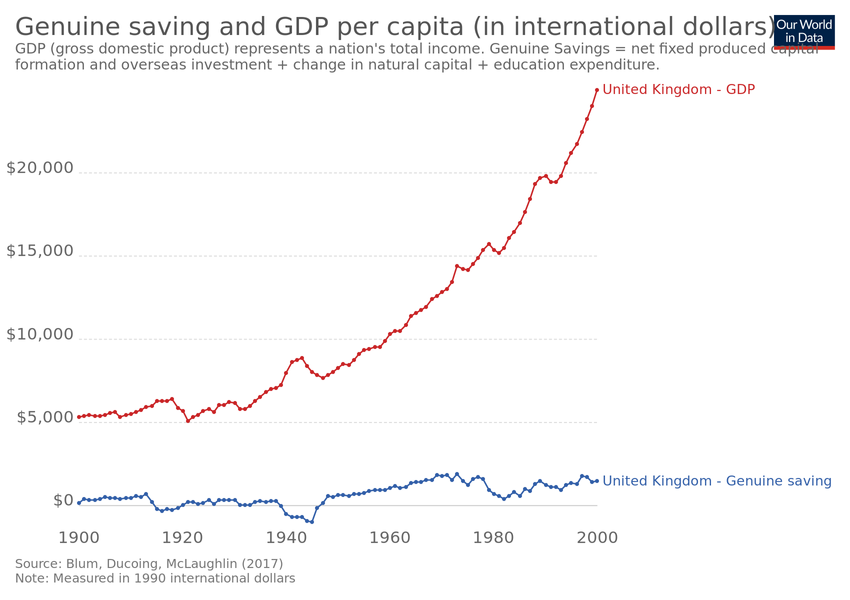 Genuine saving and GDP per capita (in international dollars)
Our World
in Data
GDP (gross domestic product) represents a nation's total income. Genuine Savings = net fixed produced capital
formation and overseas investment + change in natural capital + education expenditure.
United Kingdom - GDP
$20,000
$15,000
$10,000
$5,000
United Kingdom - Genuine saving
$0
1900
1920
1940
1960
1980
2000
Source: Blum, Ducoing, McLaughlin (2017)
Note: Measured in 1990 international dollars